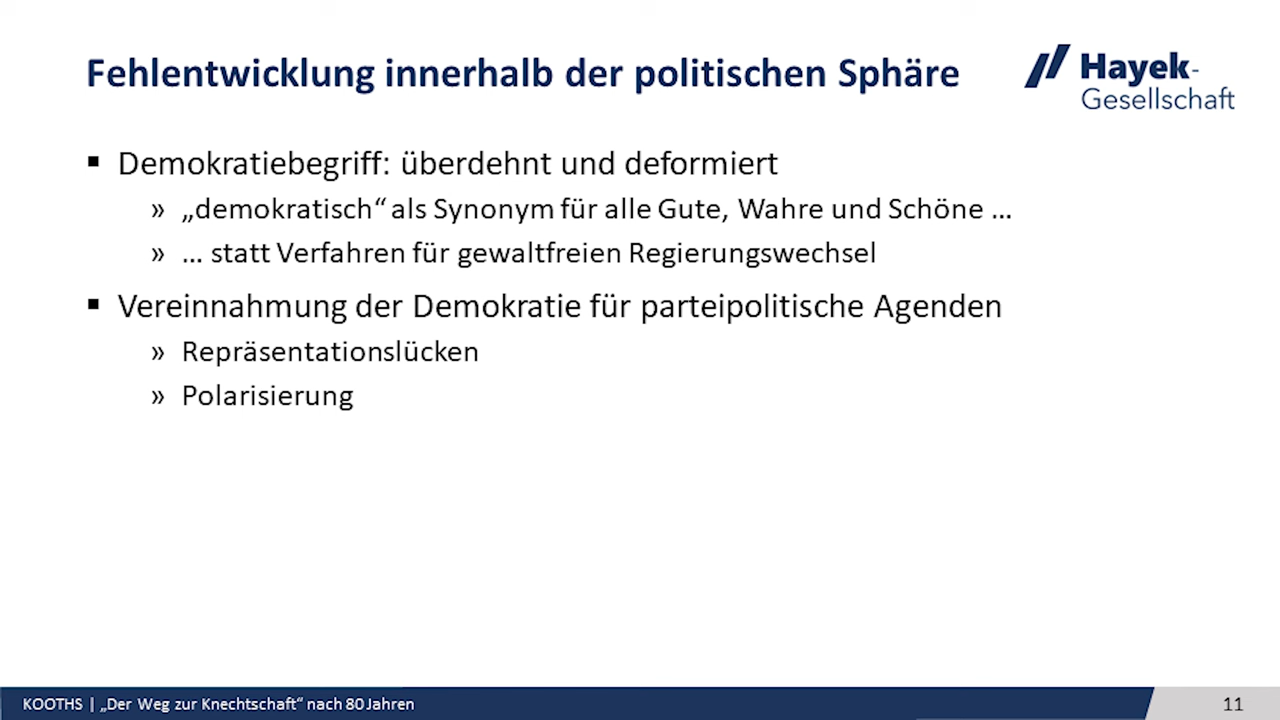 Fehlentwicklung innerhalb der politischen Sphäre
Hayek-
Gesellschaft
▪ Demokratiebegriff: überdehnt und deformiert
» „demokratisch“ als Synonym für alle Gute, Wahre und Schöne …
» … statt Verfahren für gewaltfreien Regierungswechsel
▪ Vereinnahmung der Demokratie für parteipolitische Agenden
» Repräsentationslücken
» Polarisierung
KOOTHS | „Der Weg zur Knechtschaft“ nach 80 Jahren
11